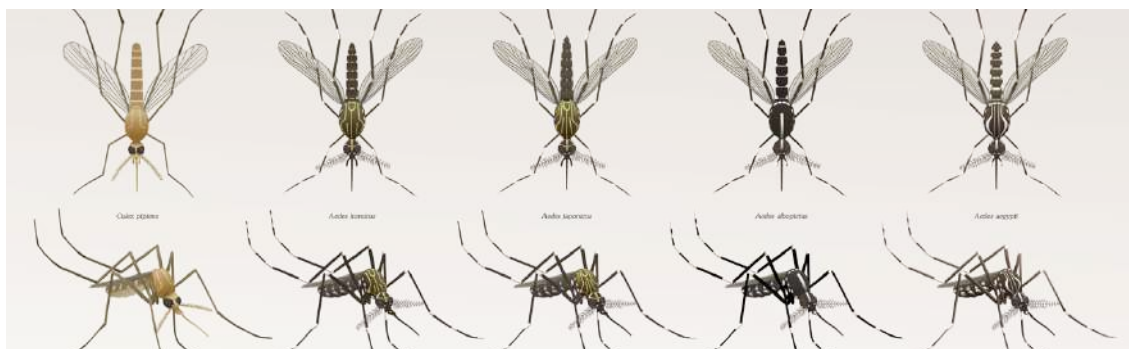 Culex pipiens
Aedes koreicus
Aedes japonicus
Aedes albopictus
Aedes aegypti